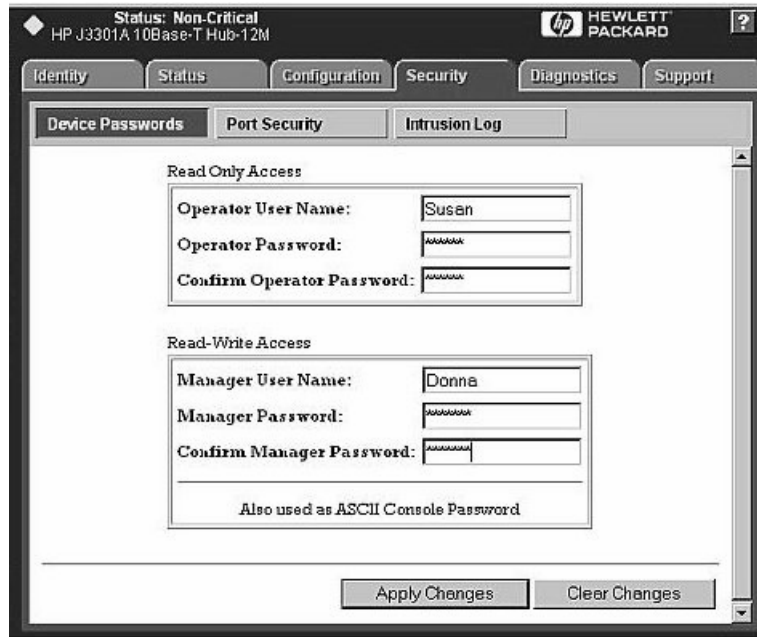 Status: Non-Critical
HP J3301A 10Base-T Hub-12M
hp HEWLETT PACKARD
?
Identity Status Configuration Security Diagnostics Support
Device Passwords Port Security Intrusion Log
Read Only Access
Operator User Name: Susan
Operator Password: ******
Confirm Operator Password: ******
Read-Write Access
Manager User Name: Donna
Manager Password: *******
Confirm Manager Password: *******
Also used as ASCII Console Password
Apply Changes Clear Changes